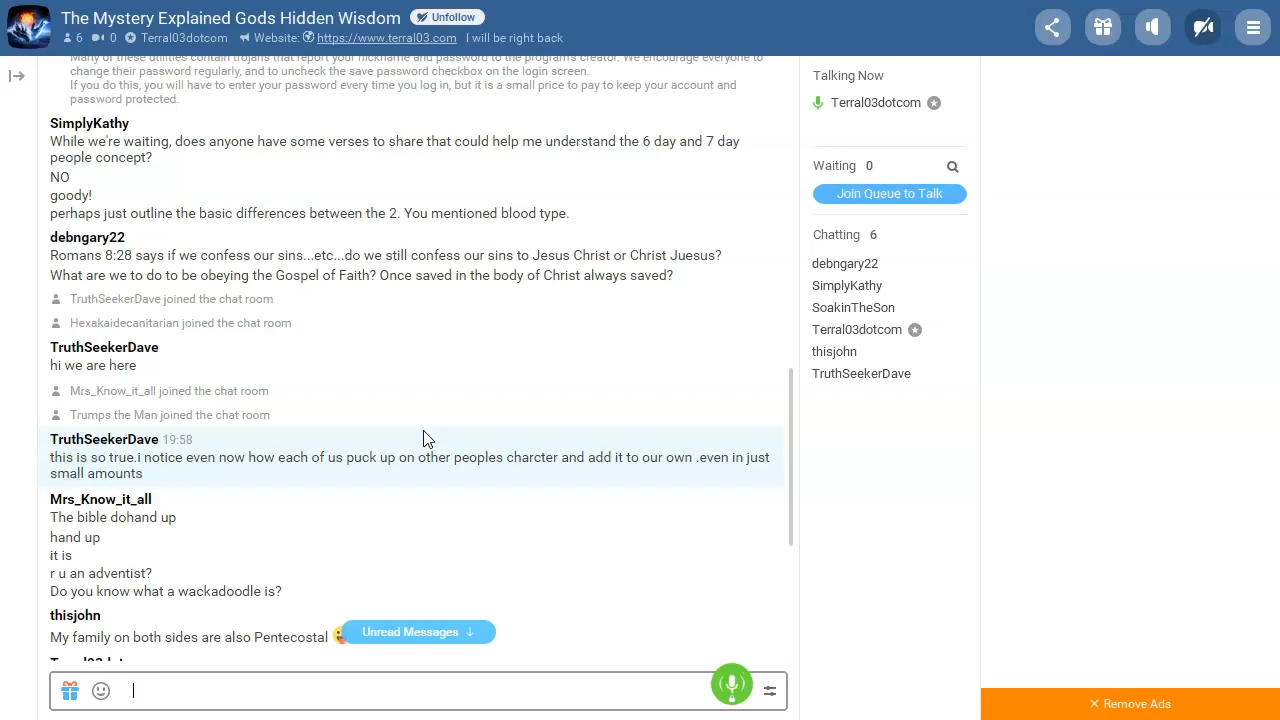 The Mystery Explained Gods Hidden Wisdom
Unfollow
6 0 Terral03dotcom Website: https://www.terral03.com I will be right back
Many of these utilities contain trojans that report your nickname and password to the program's creator. We encourage everyone to
change their password regularly, and to uncheck the save password checkbox on the login screen.
If you do this, you will have to enter your password every time you log in, but it is a small price to pay to keep your account and
password protected.
SimplyKathy
While we're waiting, does anyone have some verses to share that could help me understand the 6 day and 7 day
people concept?
NO
goody!
perhaps just outline the basic differences between the 2. You mentioned blood type.
debngary22
Romans 8:28 says if we confess our sins...etc...do we still confess our sins to Jesus Christ or Christ Juesus?
What are we to do to be obeying the Gospel of Faith? Once saved in the body of Christ always saved?
TruthSeekerDave joined the chat room
Hexakaidecanitarian joined the chat room
TruthSeekerDave
hi we are here
Mrs_Know_it_all joined the chat room
Trumps the Man joined the chat room
TruthSeekerDave 19:58
this is so true.i notice even now how each of us puck up on other peoples charcter and add it to our own .even in just
small amounts
Mrs_Know_it_all
The bible dohand up
hand up
it is
r u an adventist?
Do you know what a wackadoodle is?
thisjohn
My family on both sides are also Pentecostal
Unread Messages ↓
Talking Now
Terral03dotcom
Waiting 0
Join Queue to Talk
Chatting 6
debngary22
SimplyKathy
SoakinTheSon
Terral03dotcom
thisjohn
TruthSeekerDave
Remove Ads